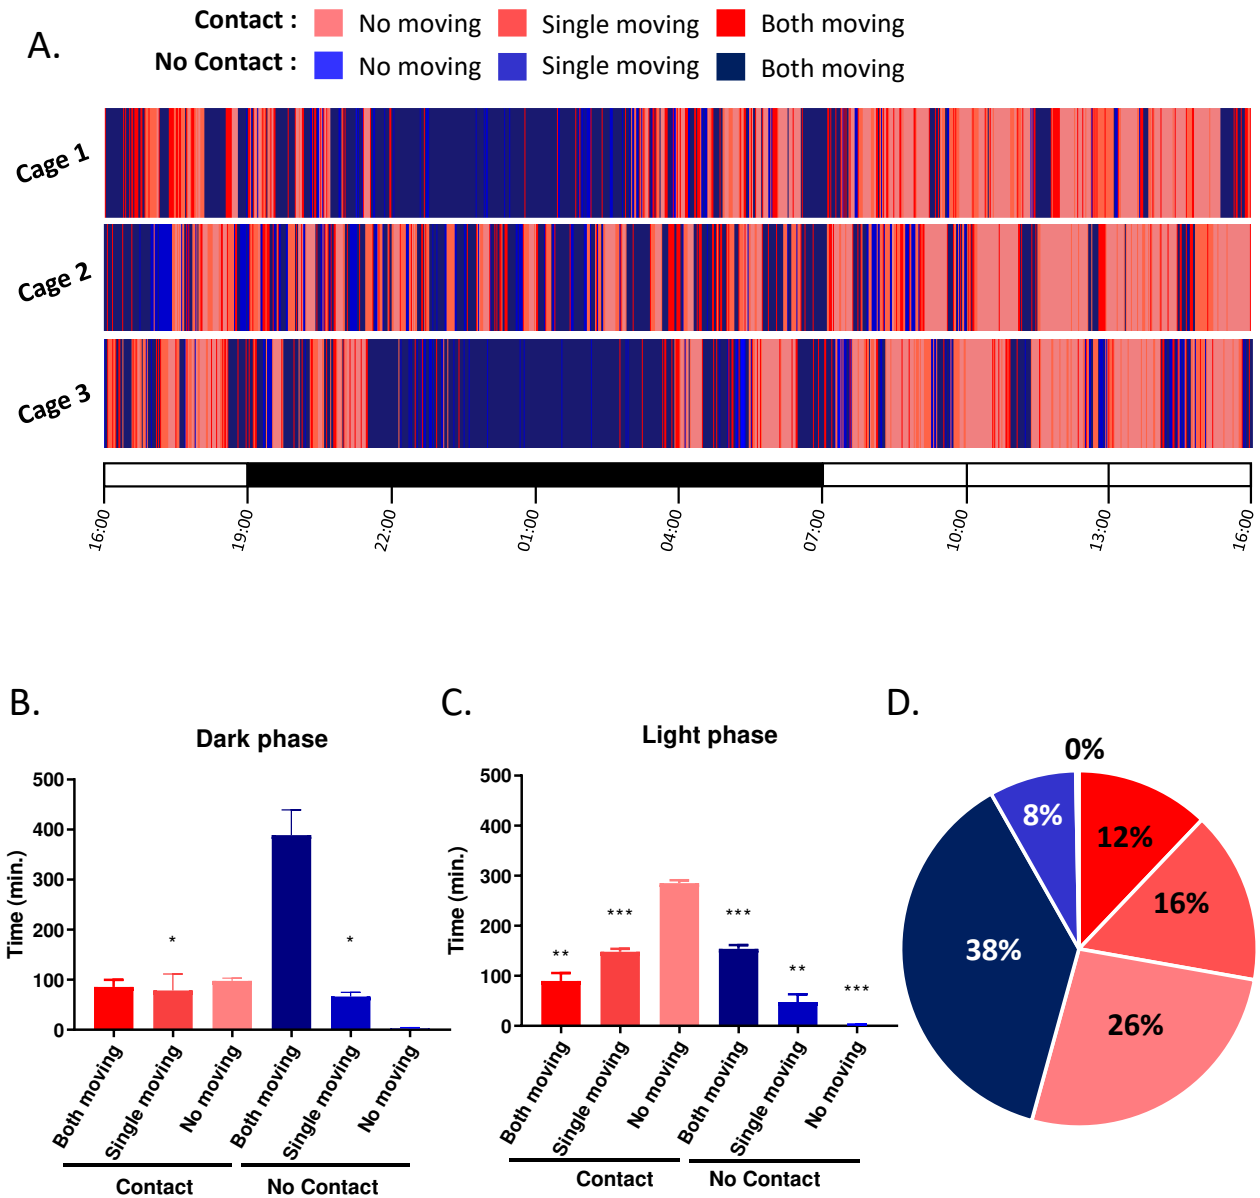 A.
Contact : No moving Single moving Both moving
No Contact : No moving Single moving Both moving
Cage 1
Cage 2
Cage 3
16:00 19:00 22:00 01:00 04:00 07:00 10:00 13:00 16:00
B.
Dark phase
Time (min.)
500
400
300
200
100
0
* *
Both moving Single moving No moving Both moving Single moving No moving
Contact No Contact
C.
Light phase
Time (min.)
500
400
300
200
100
0
** *** *** ** ***
Both moving Single moving No moving Both moving Single moving No moving
Contact No Contact
D.
0%
8% 12%
16%
38%
26%